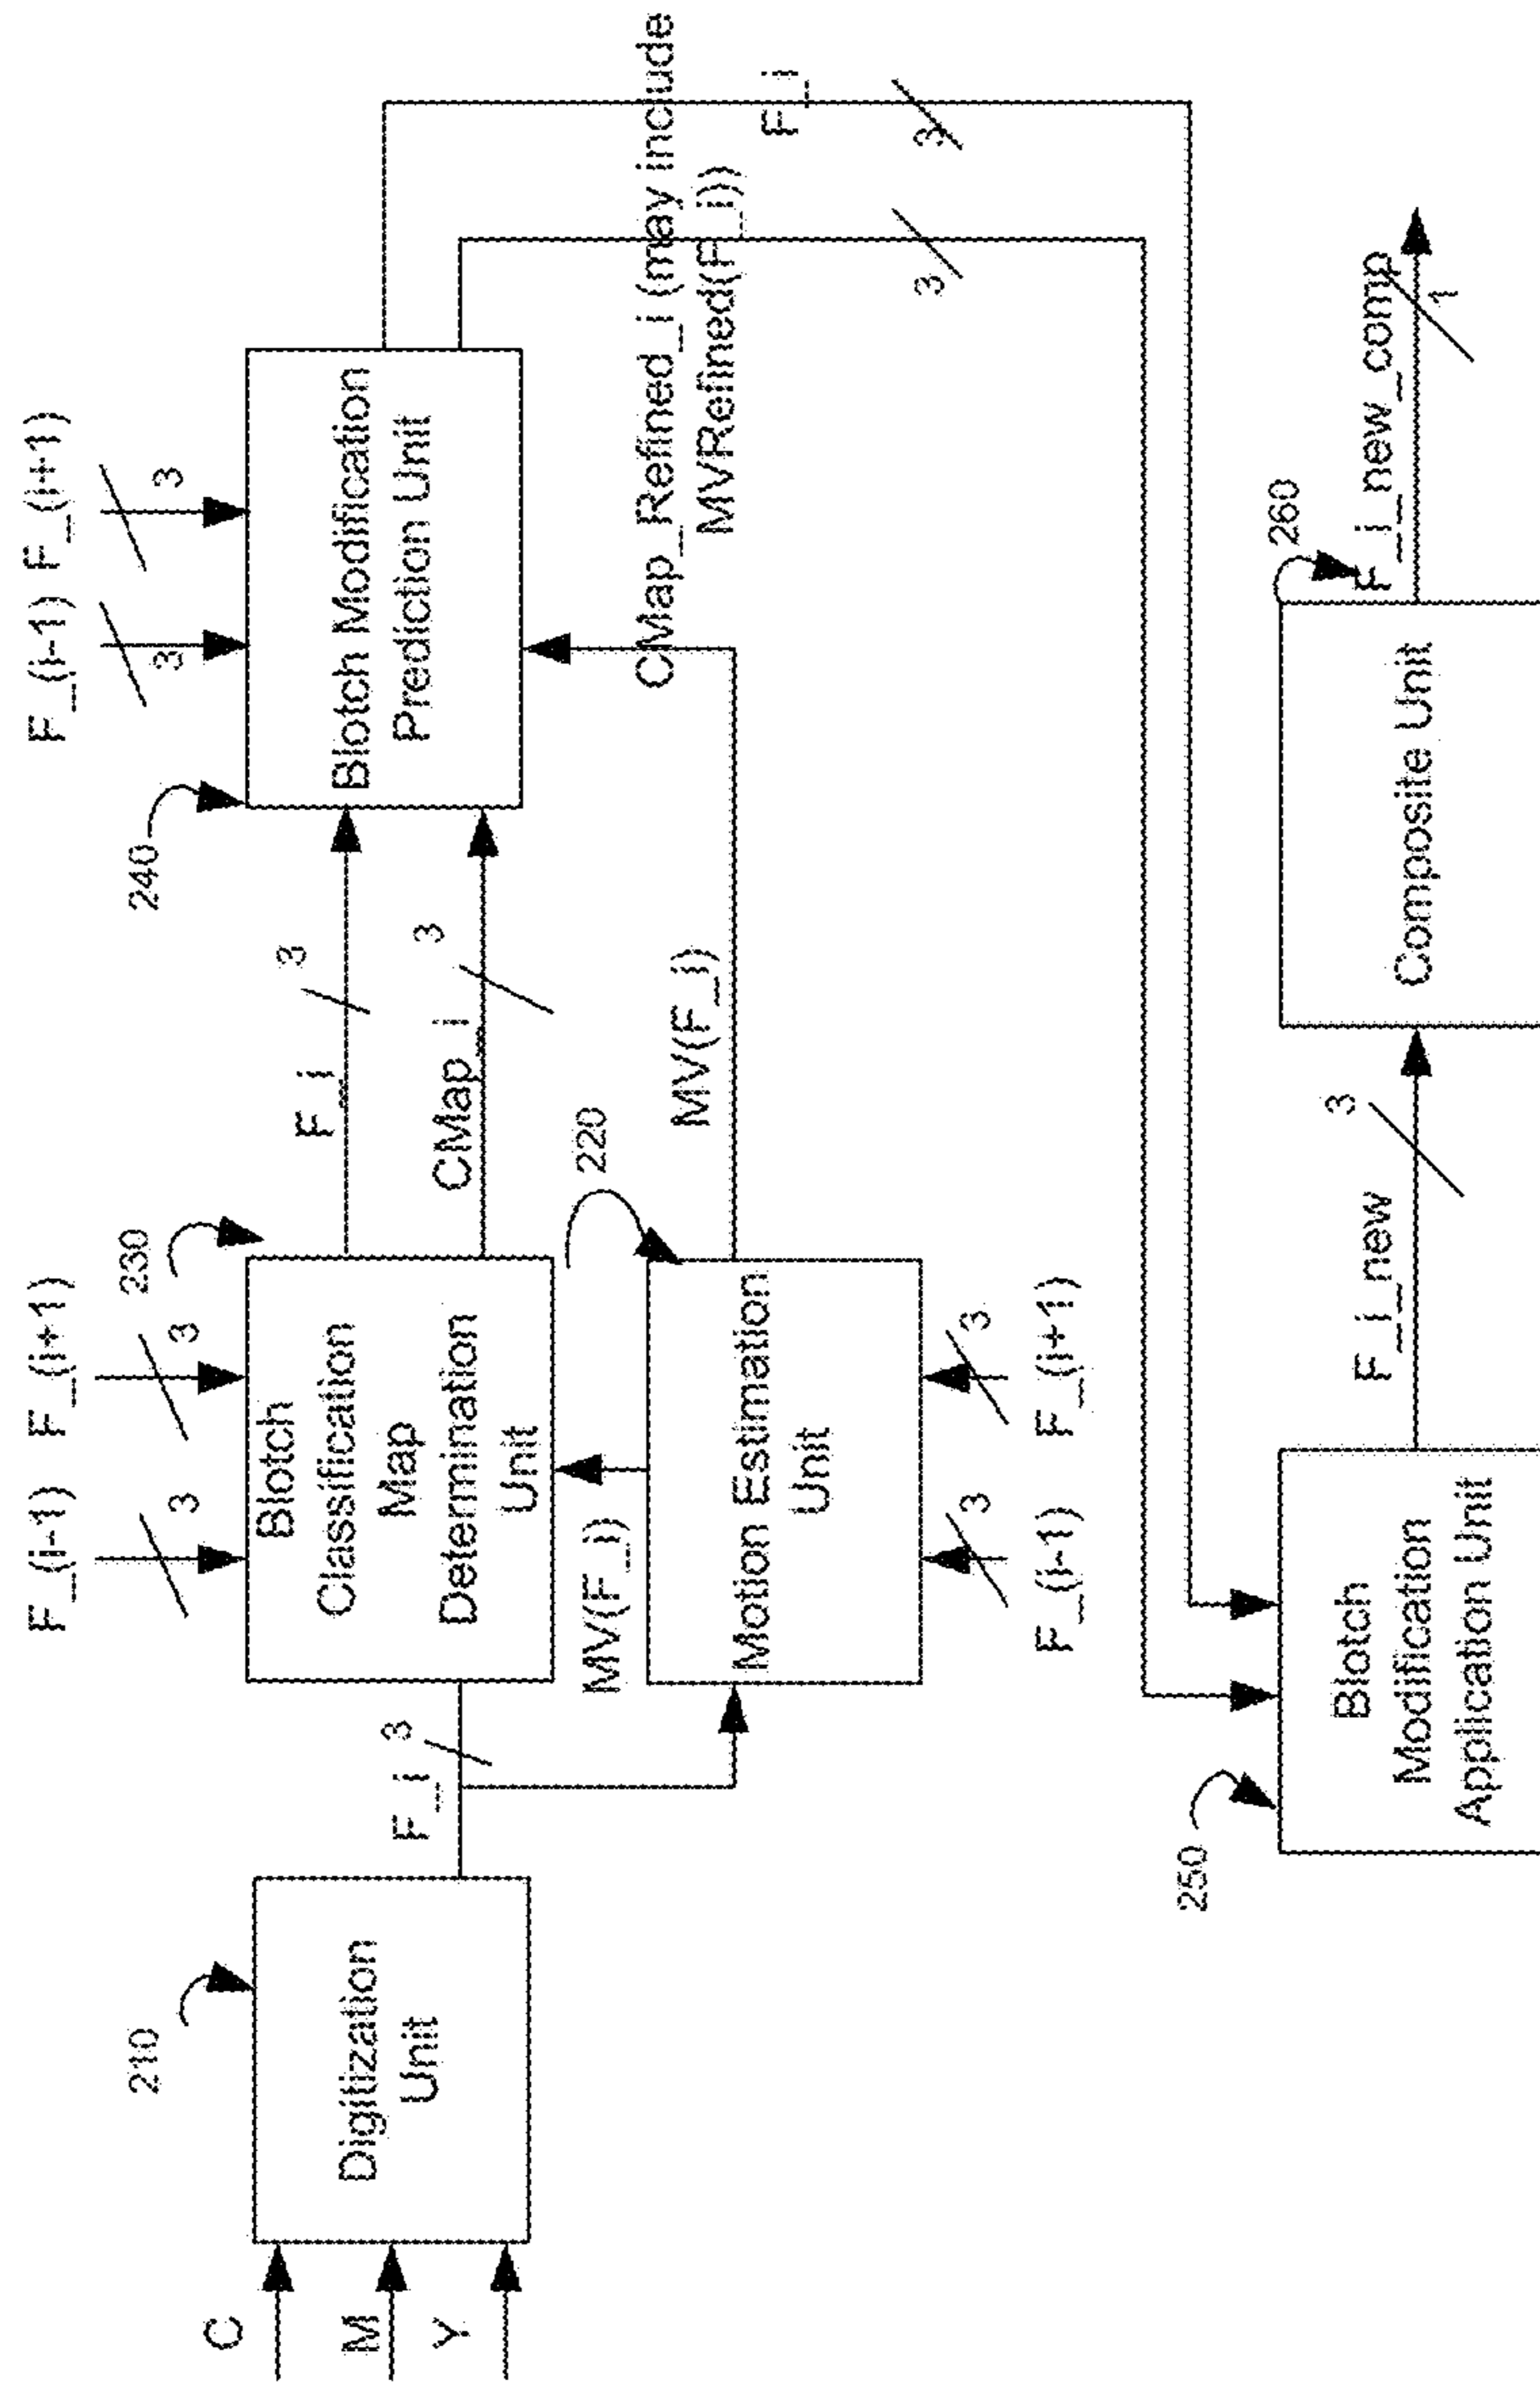 C
M
Y
210
Digitization
Unit
F_i
3
F_(i-1)
F_(i+1)
3
3
230
Blotch
Classification
Map
Determination
Unit
MV(F_i)
220
Motion Estimation
Unit
3
3
F_(i-1)
F_(i+1)
F_i
3
CMap_i
3
MV(F_i)
240
F_(i-1)
F_(i+1)
3
3
Blotch Modification
Prediction Unit
CMap_Refined_i (may include
MVRefined(F_i))
F_i
3
3
250
Blotch
Modification
Application Unit
F_i_new
3
260
Composite Unit
F_i_new_comp
1